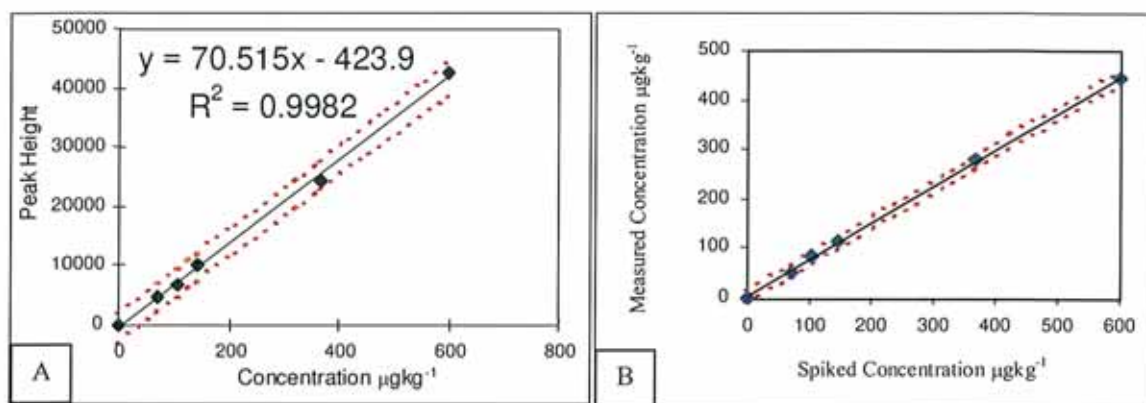 50000
40000
30000
20000
10000
0
Peak Height
y = 70.515x - 423.9
R² = 0.9982
0 200 400 600 800
Concentration µgkg⁻¹
A
500
400
300
200
100
0
Measured Concentration µgkg⁻¹
0 100 200 300 400 500 600
Spiked Concentration µgkg⁻¹
B